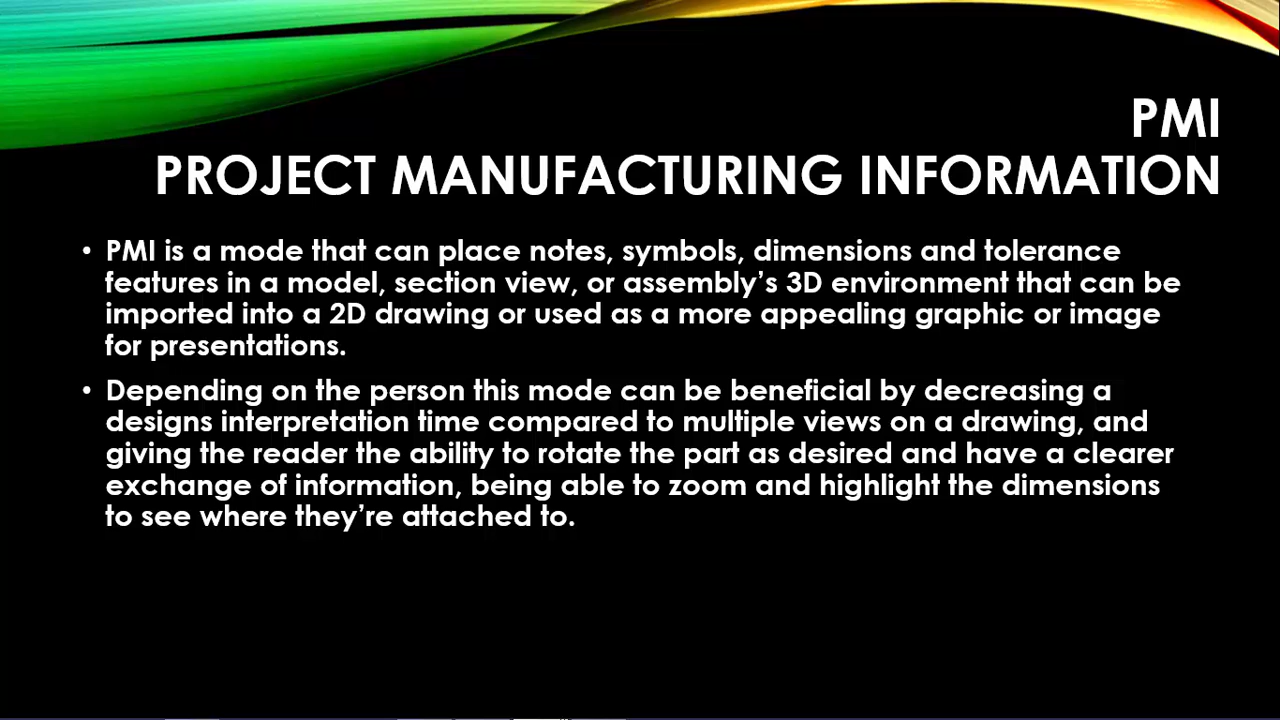 PMI
PROJECT MANUFACTURING INFORMATION
• PMI is a mode that can place notes, symbols, dimensions and tolerance
features in a model, section view, or assembly’s 3D environment that can be
imported into a 2D drawing or used as a more appealing graphic or image
for presentations.
• Depending on the person this mode can be beneficial by decreasing a
designs interpretation time compared to multiple views on a drawing, and
giving the reader the ability to rotate the part as desired and have a clearer
exchange of information, being able to zoom and highlight the dimensions
to see where they’re attached to.